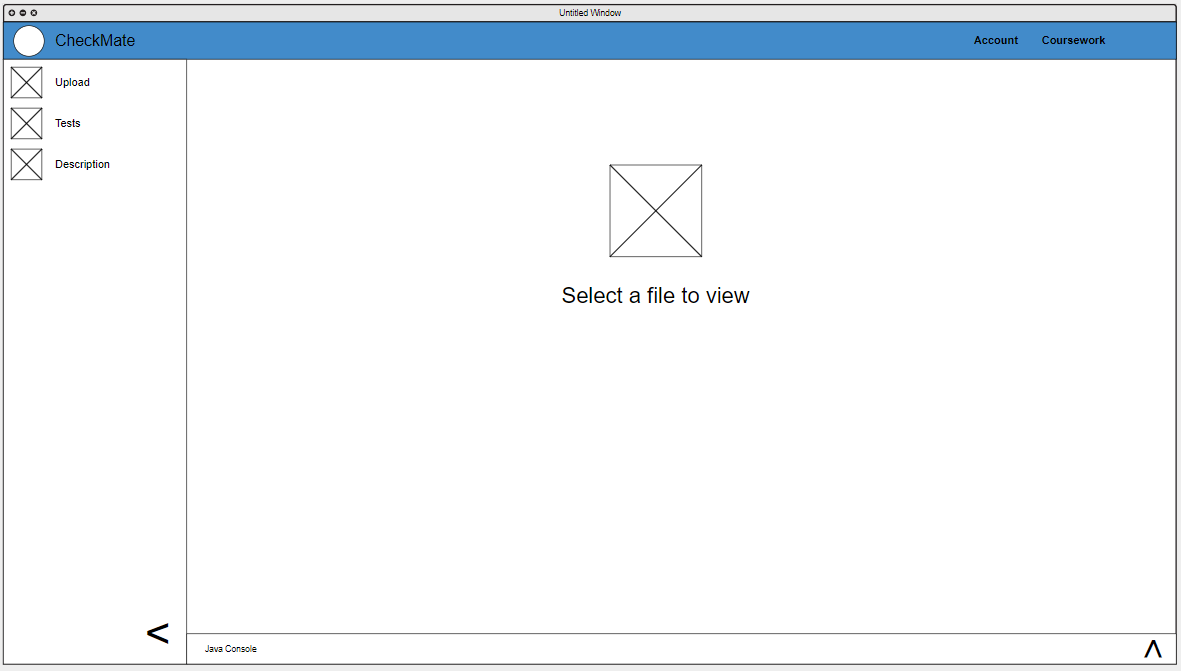 Untitled Window
CheckMate
Account
Coursework
Upload
Tests
Description
Select a file to view
<
Java Console
Λ